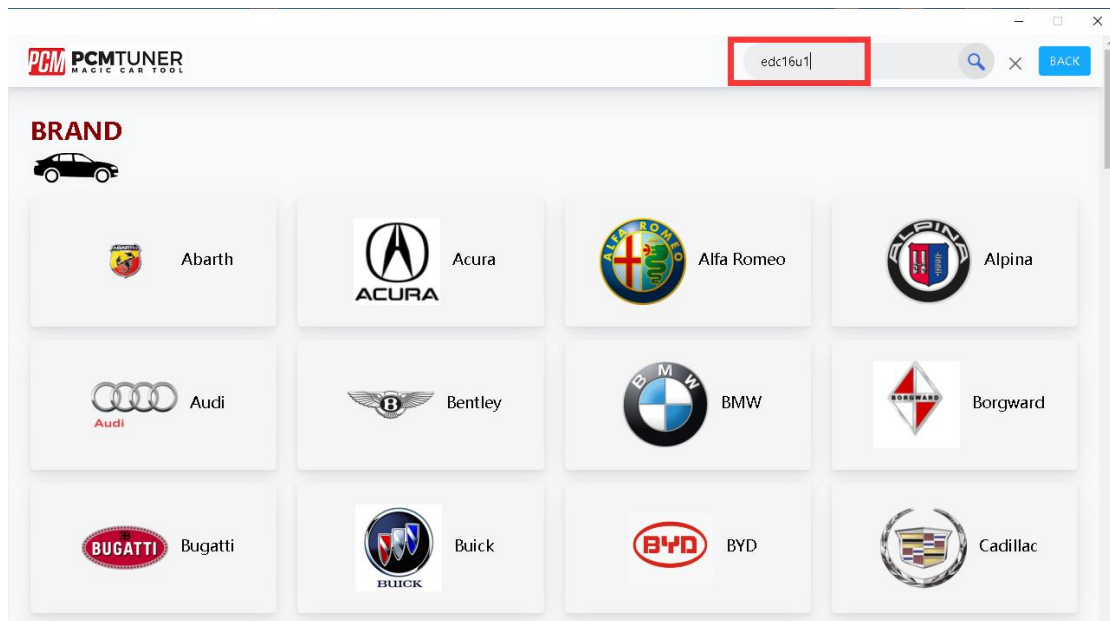 PCM PCMTUNER
MAGIC CAR TOOL
edc16u1
BACK
BRAND
ABARTH
Abarth
ACURA
Acura
ALFA ROMEO
Alfa Romeo
ALPINA
Alpina
Audi
Audi
B
Bentley
BMW
BMW
BORGWARD
Borgward
BUGATTI
Bugatti
BUICK
Buick
BYD
BYD
Cadillac